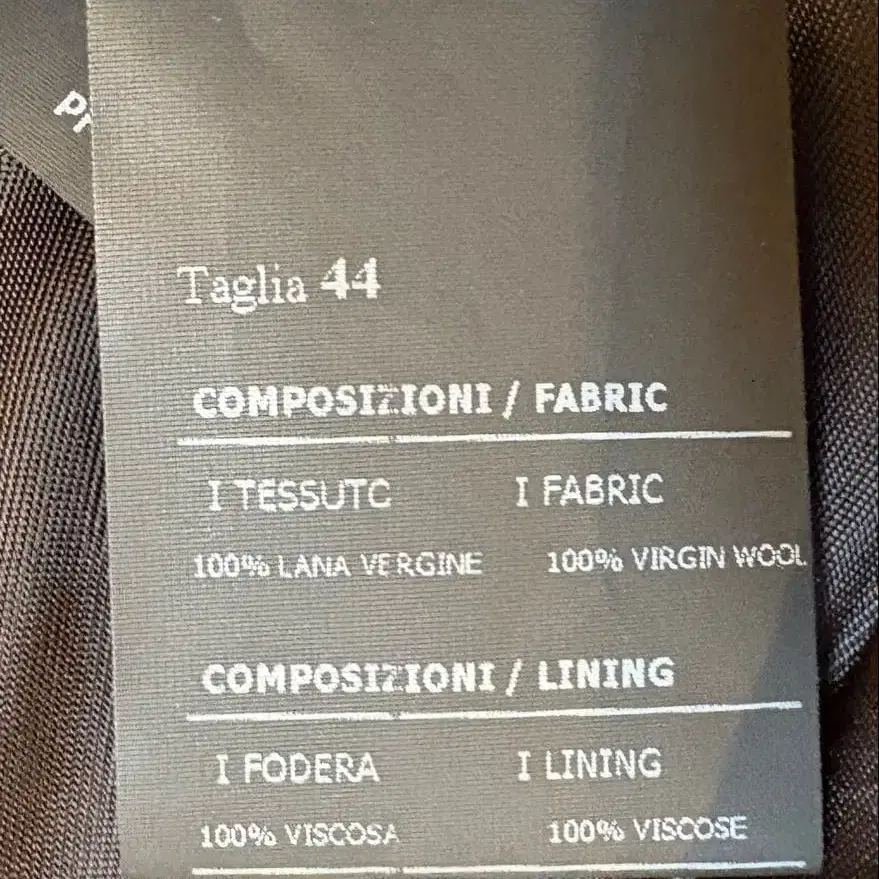 Taglia 44
COMPOSIZIONI / FABRIC
I TESSUTO I FABRIC
100% LANA VERGINE 100% VIRGIN WOOL
COMPOSIZIONI / LINING
I FODERA I LINING
100% VISCOSA 100% VISCOSE